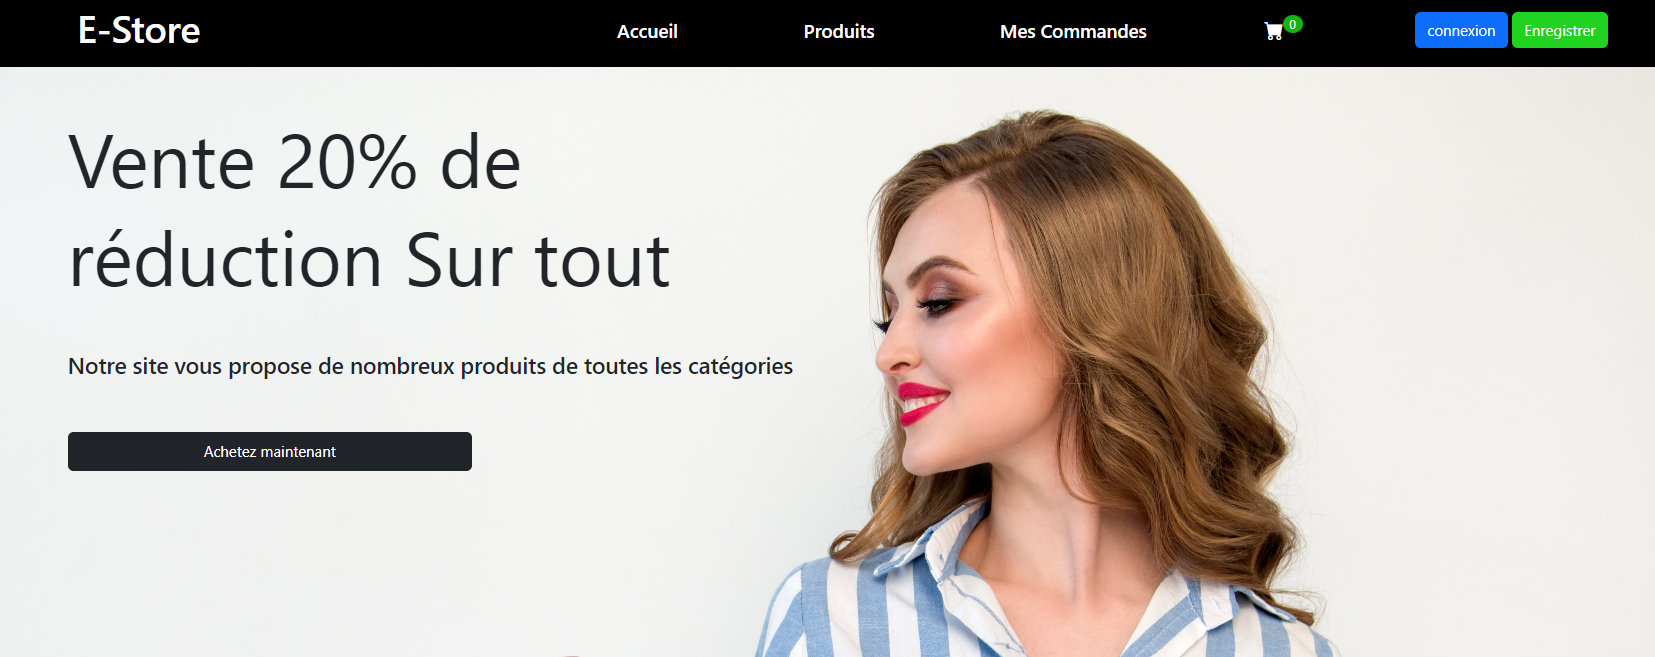 E-Store
Accueil
Produits
Mes Commandes
0
connexion
Enregistrer
Vente 20% de
réduction Sur tout
Notre site vous propose de nombreux produits de toutes les catégories
Achetez maintenant